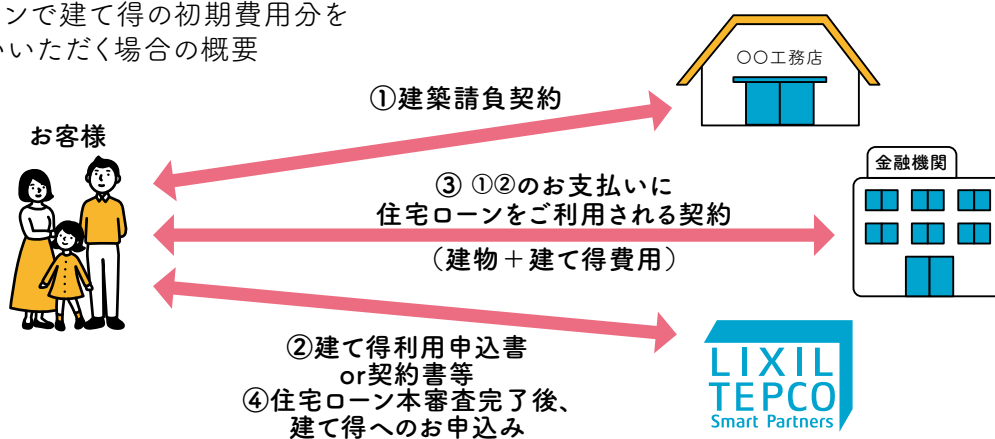 ンで建て得の初期費用分を
いただく場合の概要
〇〇工務店
①建築請負契約
お客様
金融機関
③ ①②のお支払いに
住宅ローンをご利用される契約
（建物＋建て得費用）
②建て得利用申込書
or契約書等
④住宅ローン本審査完了後、
建て得へのお申込み
LIXIL
TEPCO
Smart Partners